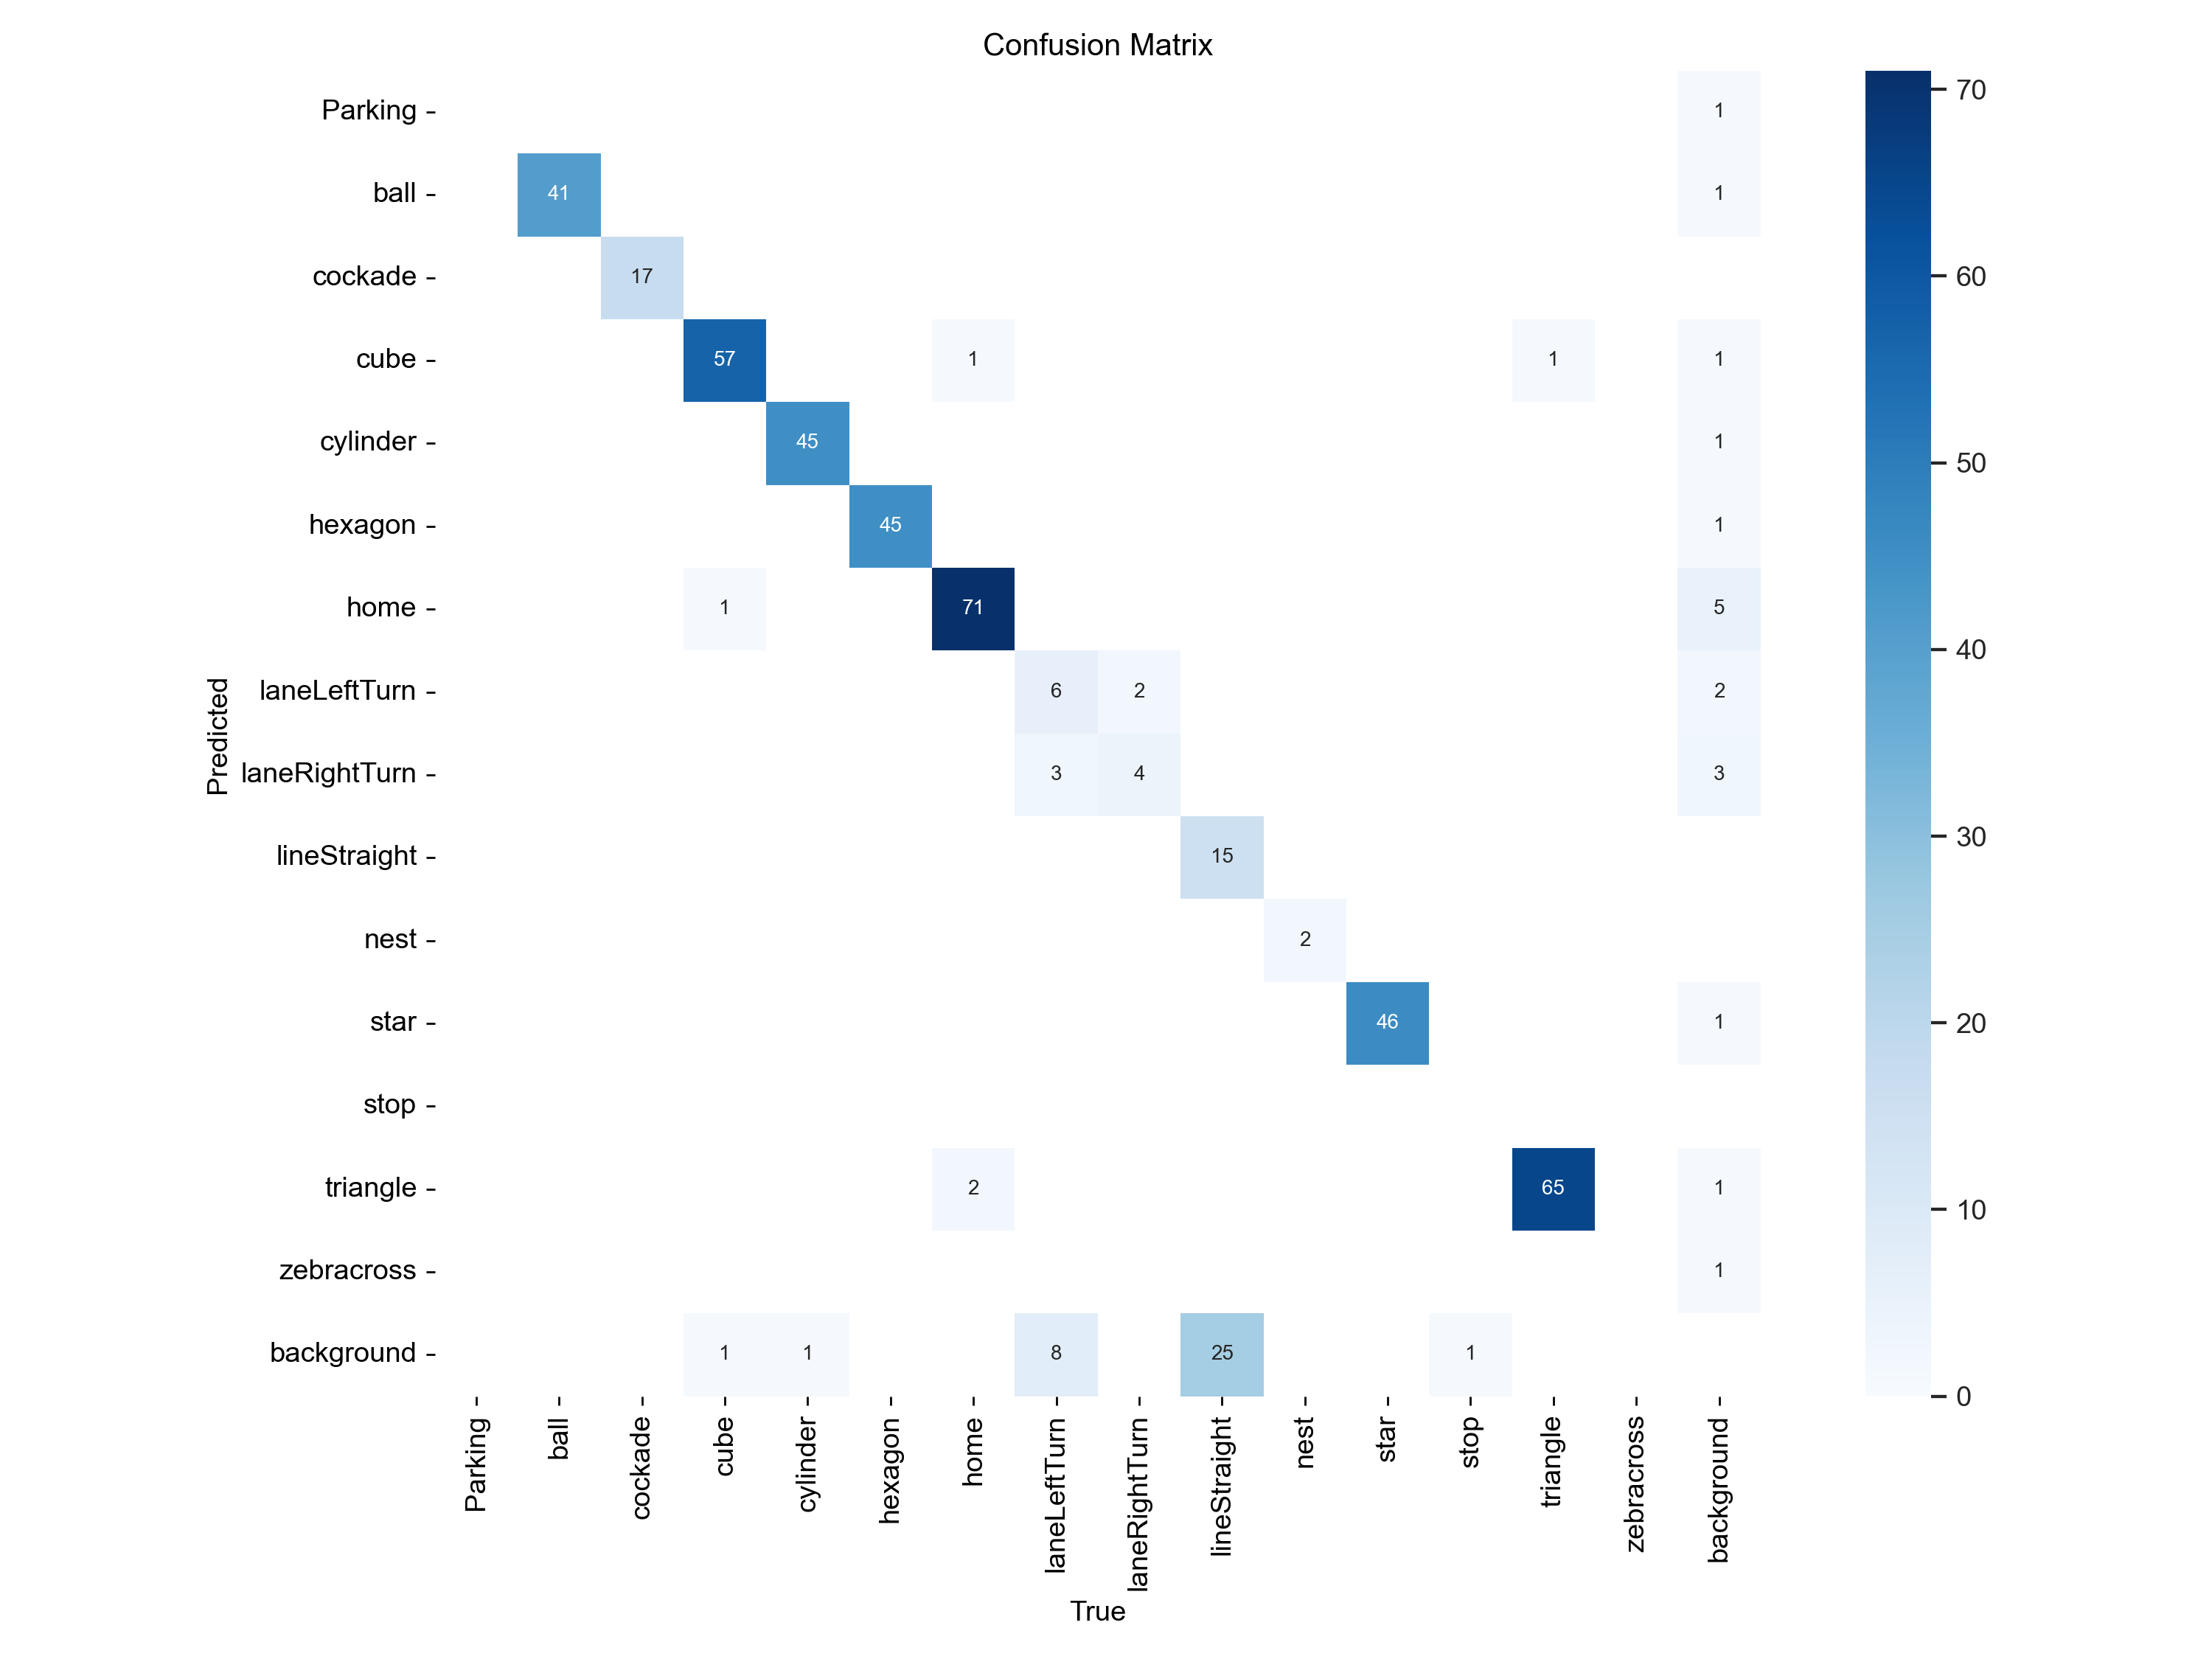 Confusion Matrix
Parking 1
ball 41 1
cockade 17
cube 57 1 1 1
cylinder 45 1
hexagon 45 1
home 1 71 5
laneLeftTurn 6 2 2
laneRightTurn 3 4 3
lineStraight 15
nest 2
star 46 1
stop
triangle 2 65 1
zebracross 1
background 1 1 8 25 1
Predicted
Parking ball cockade cube cylinder hexagon home laneLeftTurn laneRightTurn lineStraight nest star stop triangle zebracross background
True
70
60
50
40
30
20
10
0